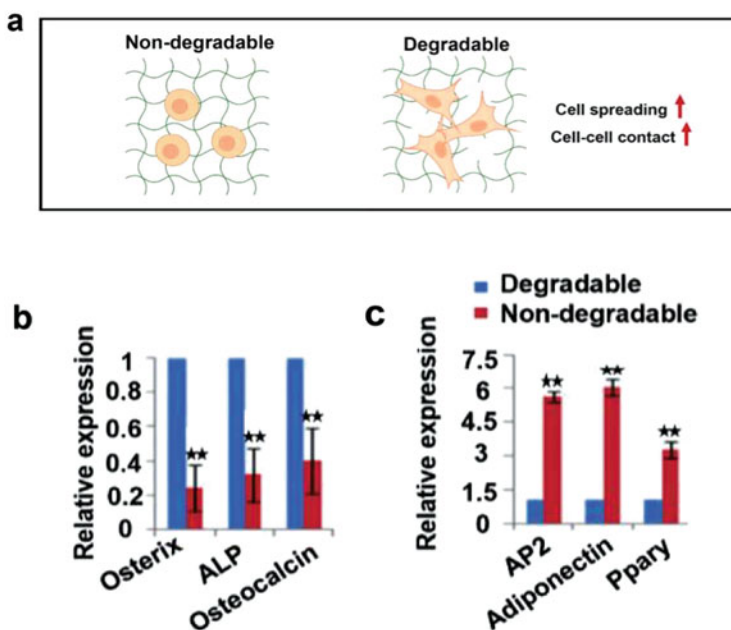 a
Non-degradable
Degradable
Cell spreading
Cell-cell contact
b
Relative expression
1
0.8
0.6
0.4
0.2
0
★★
★★
★★
Osterix
ALP
Osteocalcin
c
Degradable
Non-degradable
Relative expression
7.5
6
4.5
3
1.5
0
★★
★★
★★
AP2
Adiponectin
Ppary